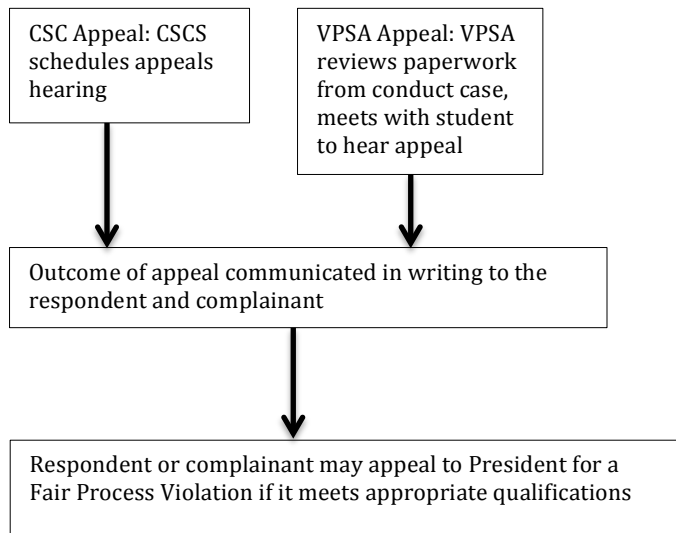 CSC Appeal: CSCS
schedules appeals
hearing
VPSA Appeal: VPSA
reviews paperwork
from conduct case,
meets with student
to hear appeal
Outcome of appeal communicated in writing to the
respondent and complainant
Respondent or complainant may appeal to President for a
Fair Process Violation if it meets appropriate qualifications